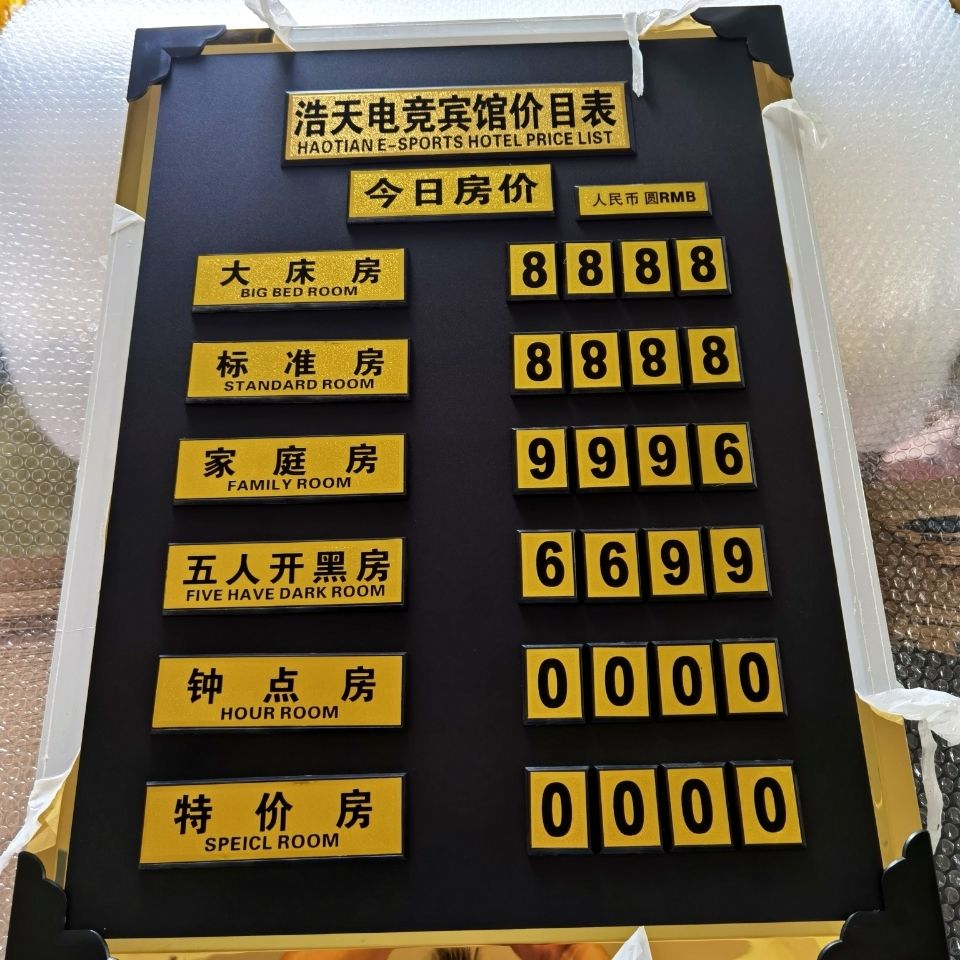 浩天电竞宾馆价目表
HAOTIAN E-SPORTS HOTEL PRICE LIST
今日房价
人民币 圆RMB
大床房 8888
BIG BED ROOM
标准房 8888
STANDARD ROOM
家庭房 9996
FAMILY ROOM
五人开黑房 6699
FIVE HAVE DARK ROOM
钟点房 0000
HOUR ROOM
特价房 0000
SPEICL ROOM